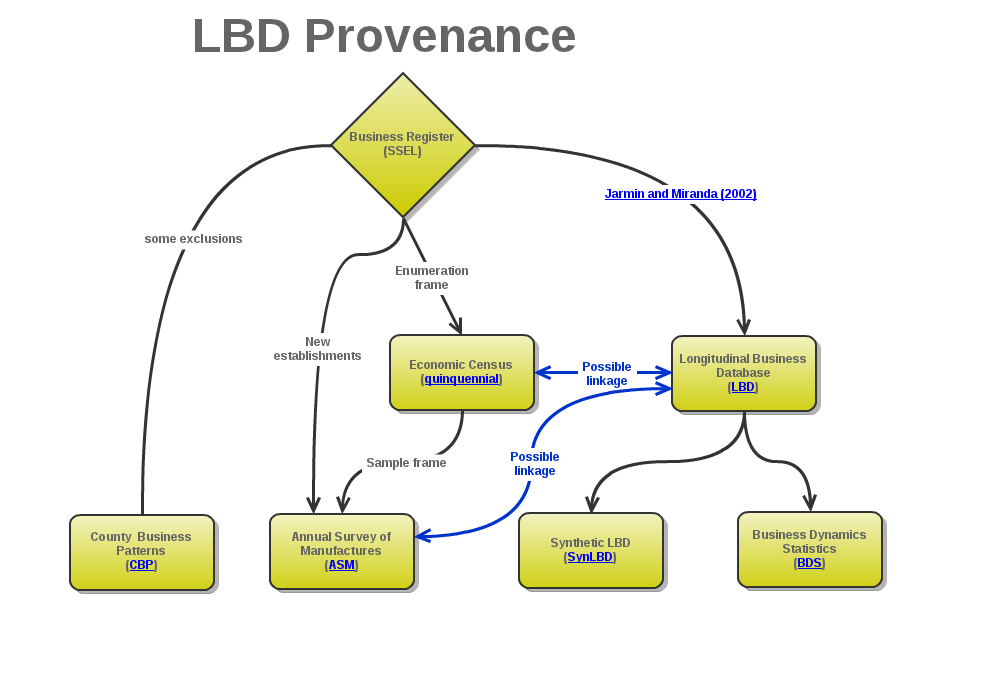 LBD Provenance
Business Register
(SSEL)
Jarmin and Miranda (2002)
some exclusions
Enumeration
frame
New
establishments
Economic Census
(quinquennial)
Possible
linkage
Longitudinal Business
Database
(LBD)
Sample frame
Possible
linkage
County Business
Patterns
(CBP)
Annual Survey of
Manufactures
(ASM)
Synthetic LBD
(SynLBD)
Business Dynamics
Statistics
(BDS)